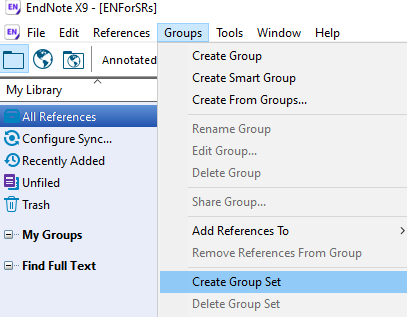 EndNote X9 - [ENForSRs]
File Edit References Groups Tools Window Help
Annotated
My Library
All References
Configure Sync...
Recently Added
Unfiled
Trash
My Groups
Find Full Text
Create Group
Create Smart Group
Create From Groups...
Rename Group
Edit Group...
Delete Group
Share Group...
Add References To
Remove References From Group
Create Group Set
Delete Group Set